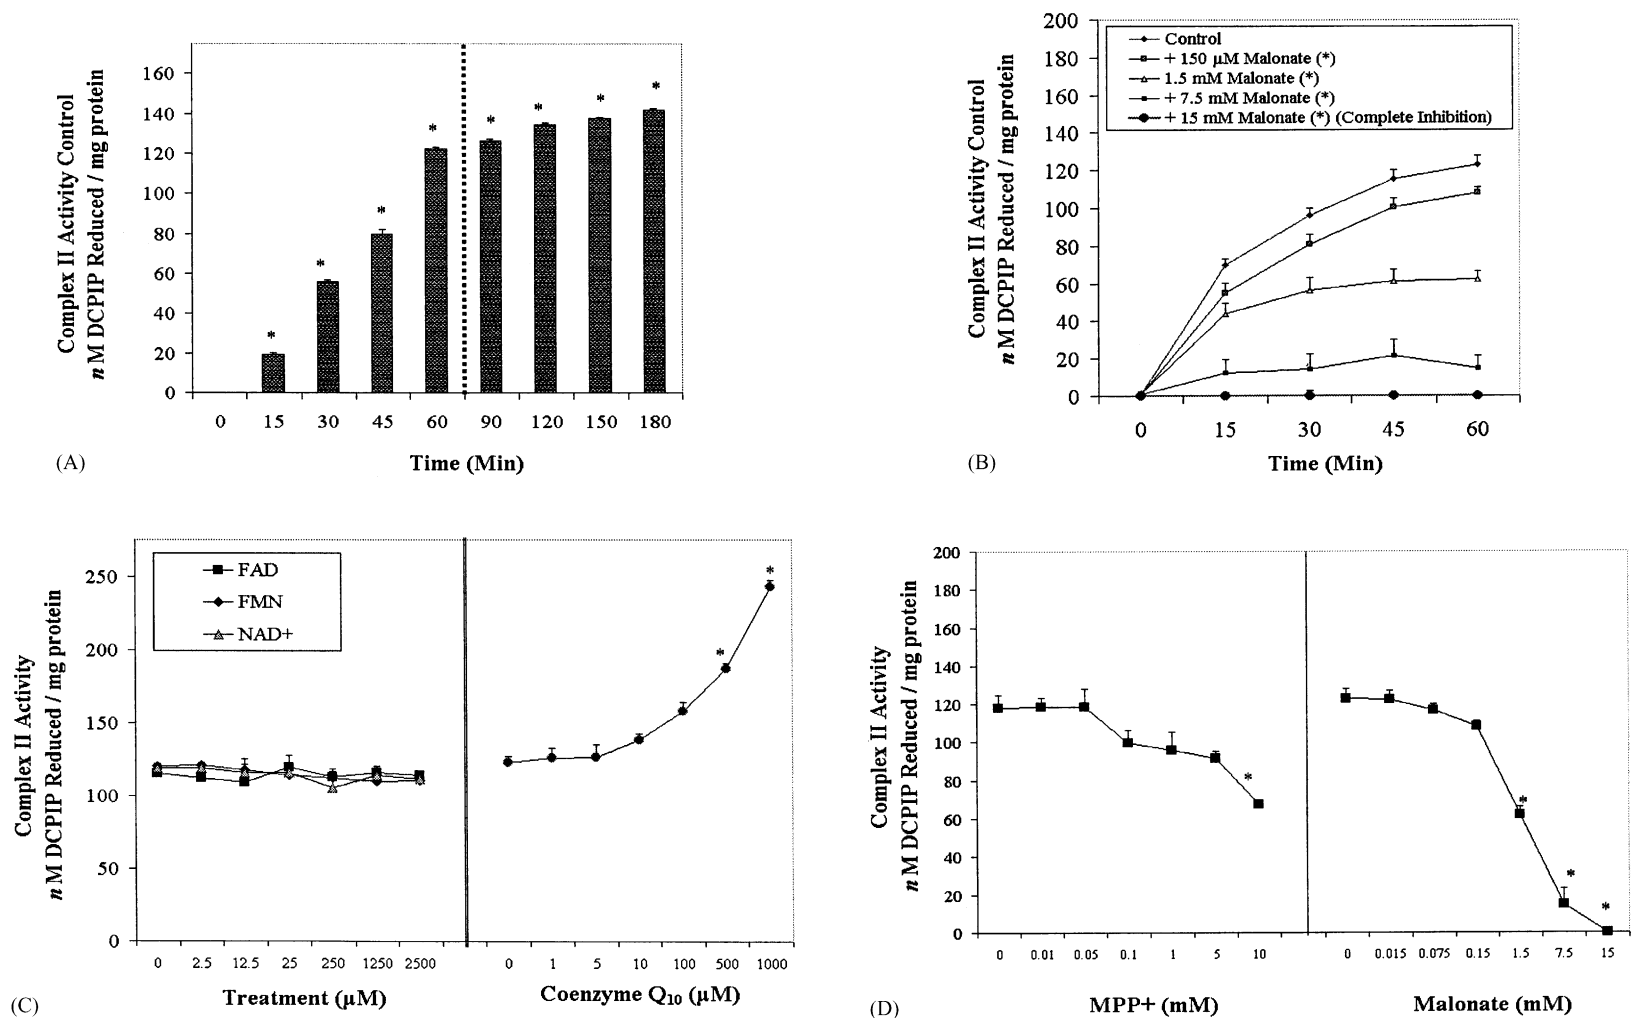 Complex II Activity Control
n M DCPIP Reduced / mg protein
160
140
120
100
80
60
40
20
0
* * * * * * * *
0 15 30 45 60 90 120 150 180
Time (Min)
(A)
Complex II Activity Control
n M DCPIP Reduced / mg protein
200
180
160
140
120
100
80
60
40
20
0
Control
+ 150 µM Malonate (*)
1.5 mM Malonate (*)
+ 7.5 mM Malonate (*)
+ 15 mM Malonate (*) (Complete Inhibition)
0 15 30 45 60
Time (Min)
(B)
Complex II Activity
n M DCPIP Reduced / mg protein
250
200
150
100
50
0
FAD
FMN
NAD+
* *
0 2.5 12.5 25 250 1250 2500
Treatment (µM)
0 1 5 10 100 500 1000
Coenzyme Q10 (µM)
(C)
Complex II Activity
n M DCPIP Reduced / mg protein
200
180
160
140
120
100
80
60
40
20
0
* * * *
0 0.01 0.05 0.1 1 5 10
MPP+ (mM)
0 0.015 0.075 0.15 1.5 7.5 15
Malonate (mM)
(D)